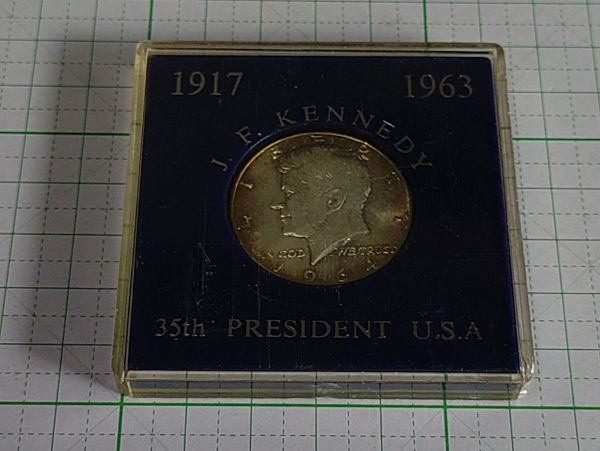 1917 1963
J. F. KENNEDY
LIBERTY
IN GOD WE TRUST
1964
35th PRESIDENT U.S.A